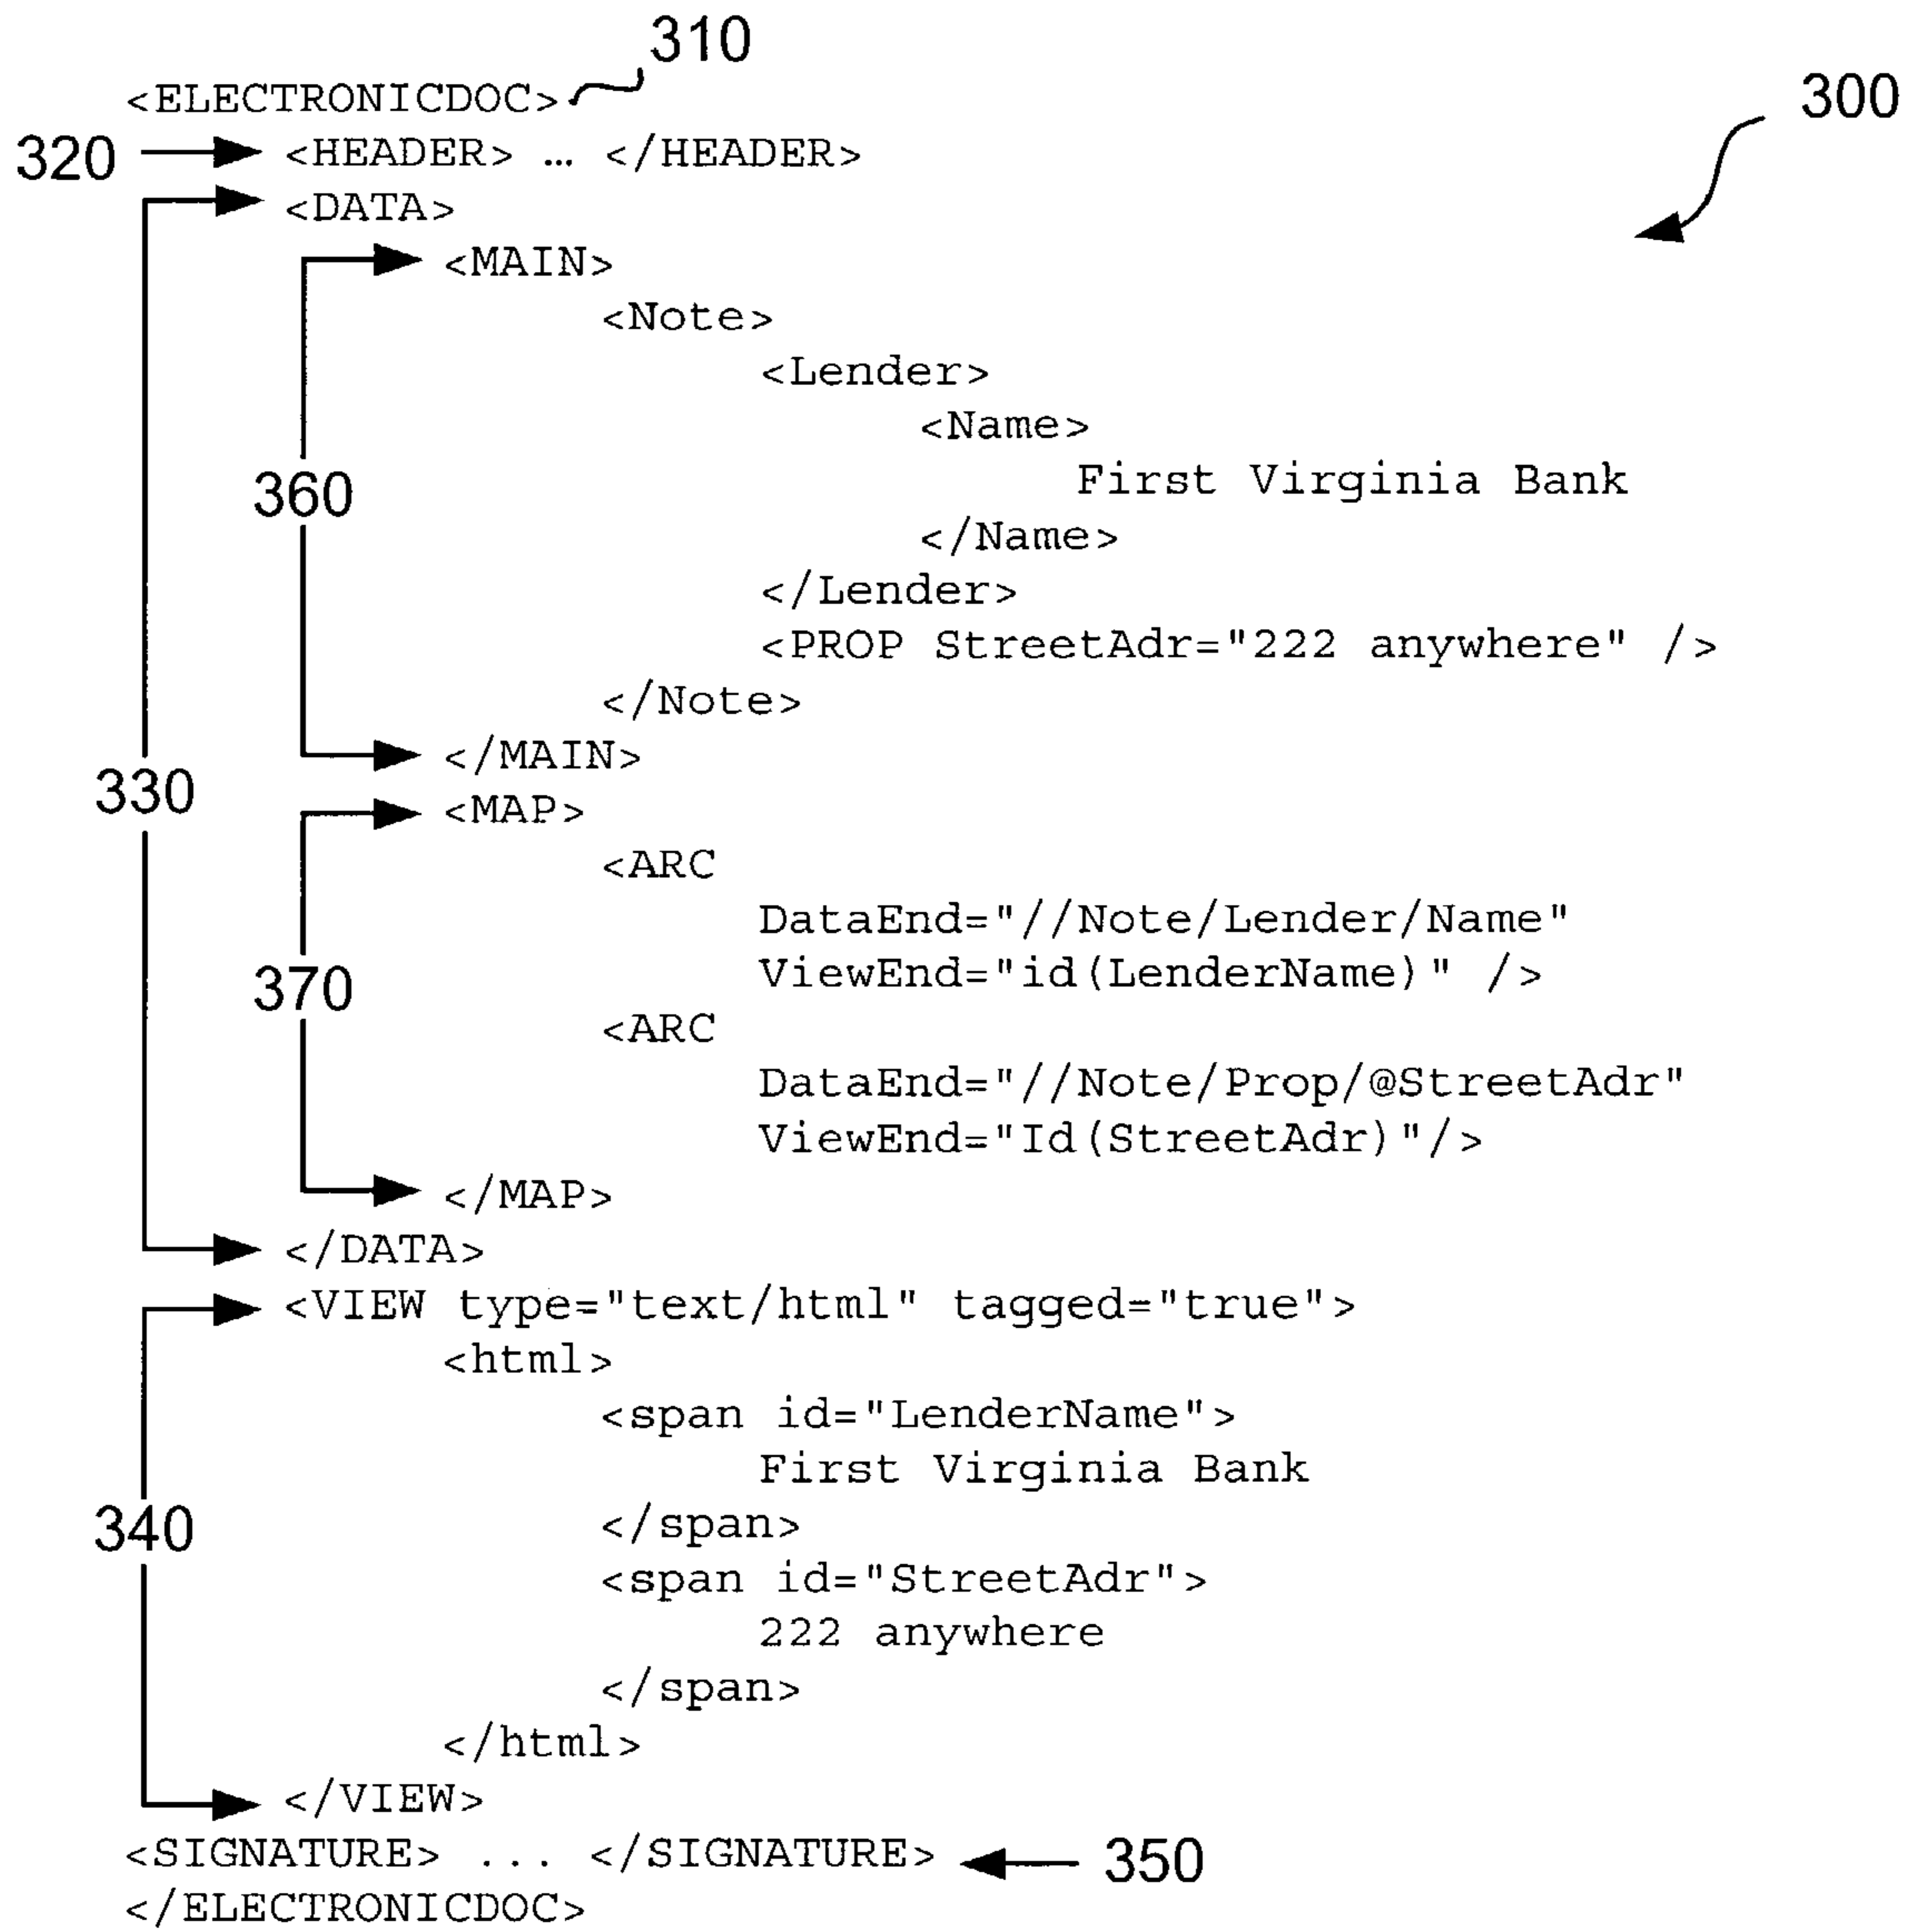 310
<ELECTRONICDOC>
300
320 <HEADER> … </HEADER>
<DATA>
<MAIN>
<Note>
<Lender>
<Name>
360 First Virginia Bank
</Name>
</Lender>
<PROP StreetAdr="222 anywhere" />
</Note>
</MAIN>
330 <MAP>
<ARC
DataEnd="//Note/Lender/Name"
370 ViewEnd="id(LenderName)" />
<ARC
DataEnd="//Note/Prop/@StreetAdr"
ViewEnd="Id(StreetAdr)"/>
</MAP>
</DATA>
<VIEW type="text/html" tagged="true">
<html>
<span id="LenderName">
First Virginia Bank
340 </span>
<span id="StreetAdr">
222 anywhere
</span>
</html>
</VIEW>
<SIGNATURE> ... </SIGNATURE> 350
</ELECTRONICDOC>